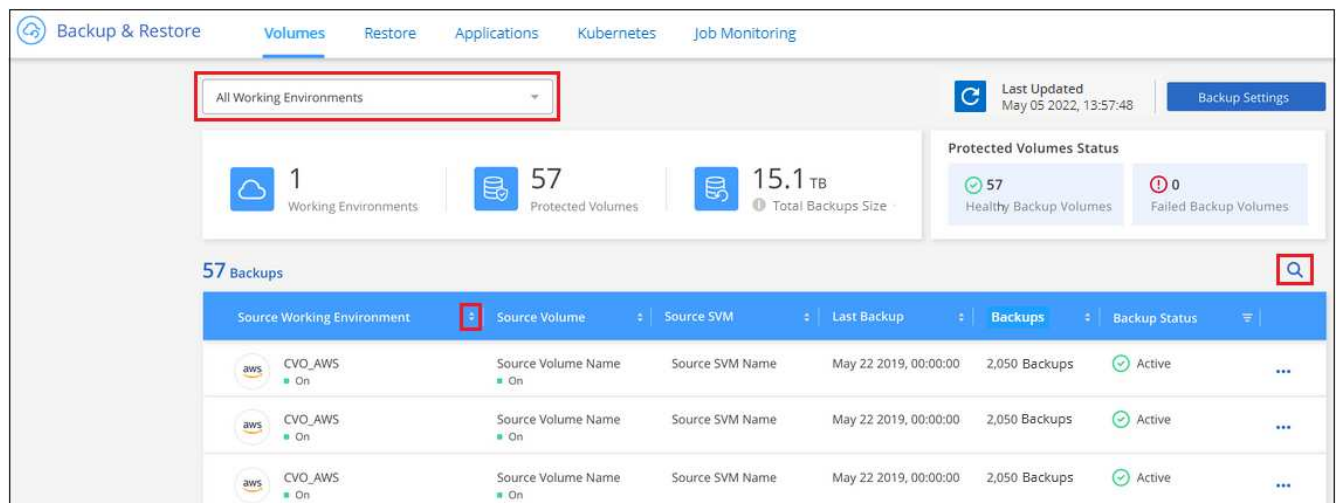 Backup & Restore Volumes Restore Applications Kubernetes Job Monitoring
All Working Environments
Last Updated
May 05 2022, 13:57:48
Backup Settings
1
Working Environments
57
Protected Volumes
15.1 TB
Total Backups Size
Protected Volumes Status
57
Healthy Backup Volumes
0
Failed Backup Volumes
57 Backups
Source Working Environment Source Volume Source SVM Last Backup Backups Backup Status
aws CVO_AWS Source Volume Name Source SVM Name May 22 2019, 00:00:00 2,050 Backups Active
On On
aws CVO_AWS Source Volume Name Source SVM Name May 22 2019, 00:00:00 2,050 Backups Active
On On
aws CVO_AWS Source Volume Name Source SVM Name May 22 2019, 00:00:00 2,050 Backups Active
On On